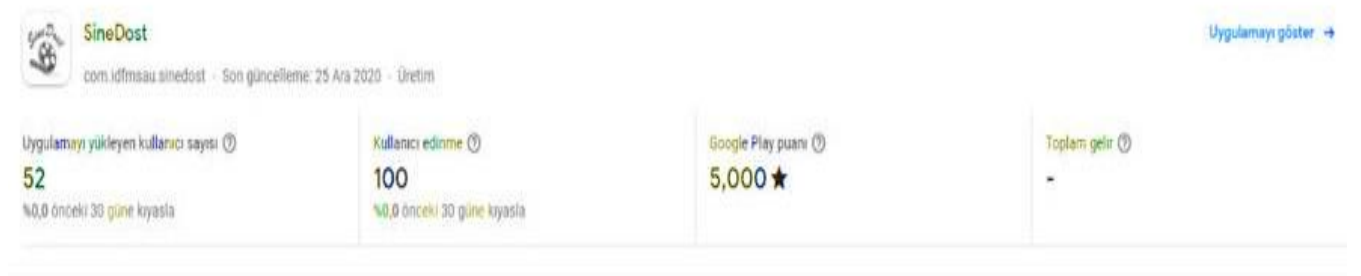 SineDost
SineDost
Uygulamayı göster →
com.idfmsau.sinedost · Son güncelleme: 25 Ara 2020 · Üretim
Uygulamayı yükleyen kullanıcı sayısı ?
Kullanıcı edinme ?
Google Play puanı ?
Toplam gelir ?
52
100
5,000 ★
-
%0,0 önceki 30 güne kıyasla
%0,0 önceki 30 güne kıyasla